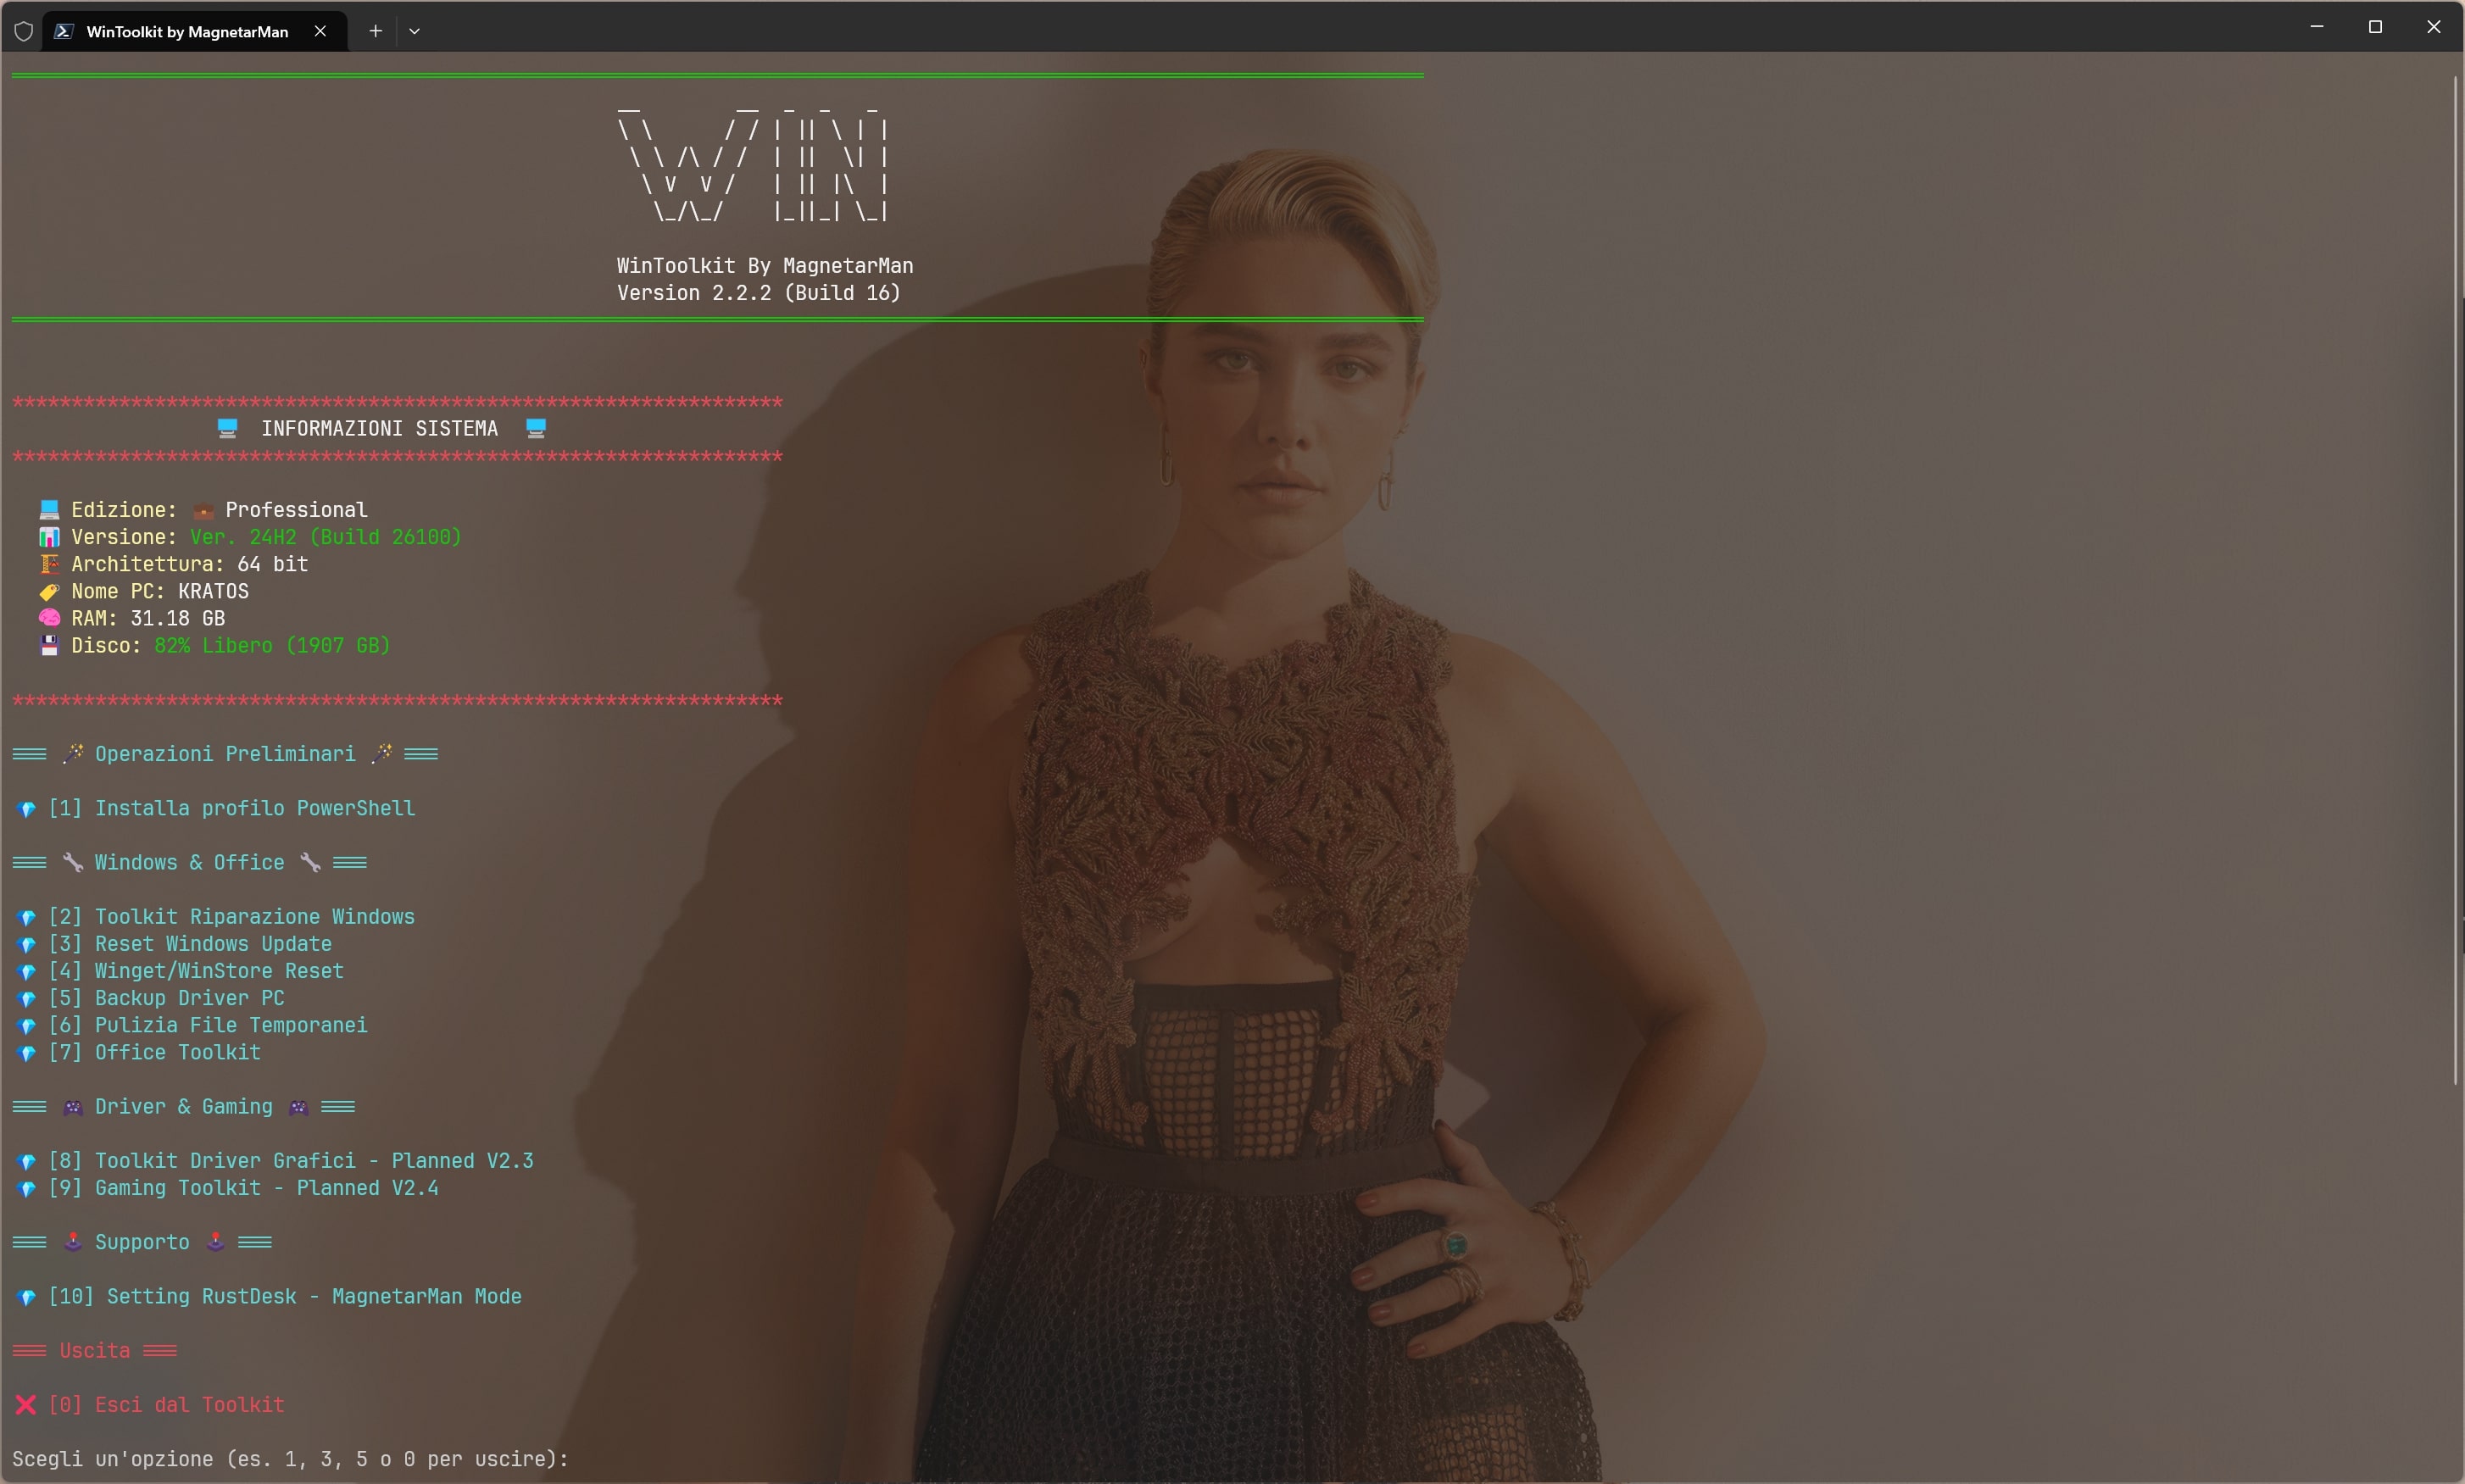 WinToolkit by MagnetarMan
WIN
WinToolkit By MagnetarMan
Version 2.2.2 (Build 16)
*****************************************************************
INFORMAZIONI SISTEMA
*****************************************************************
Edizione: Professional
Versione: Ver. 24H2 (Build 26100)
Architettura: 64 bit
Nome PC: KRATOS
RAM: 31.18 GB
Disco: 82% Libero (1907 GB)
*****************************************************************
Operazioni Preliminari
[1] Installa profilo PowerShell
Windows & Office
[2] Toolkit Riparazione Windows
[3] Reset Windows Update
[4] Winget/WinStore Reset
[5] Backup Driver PC
[6] Pulizia File Temporanei
[7] Office Toolkit
Driver & Gaming
[8] Toolkit Driver Grafici - Planned V2.3
[9] Gaming Toolkit - Planned V2.4
Supporto
[10] Setting RustDesk - MagnetarMan Mode
Uscita
[0] Esci dal Toolkit
Scegli un'opzione (es. 1, 3, 5 o 0 per uscire):